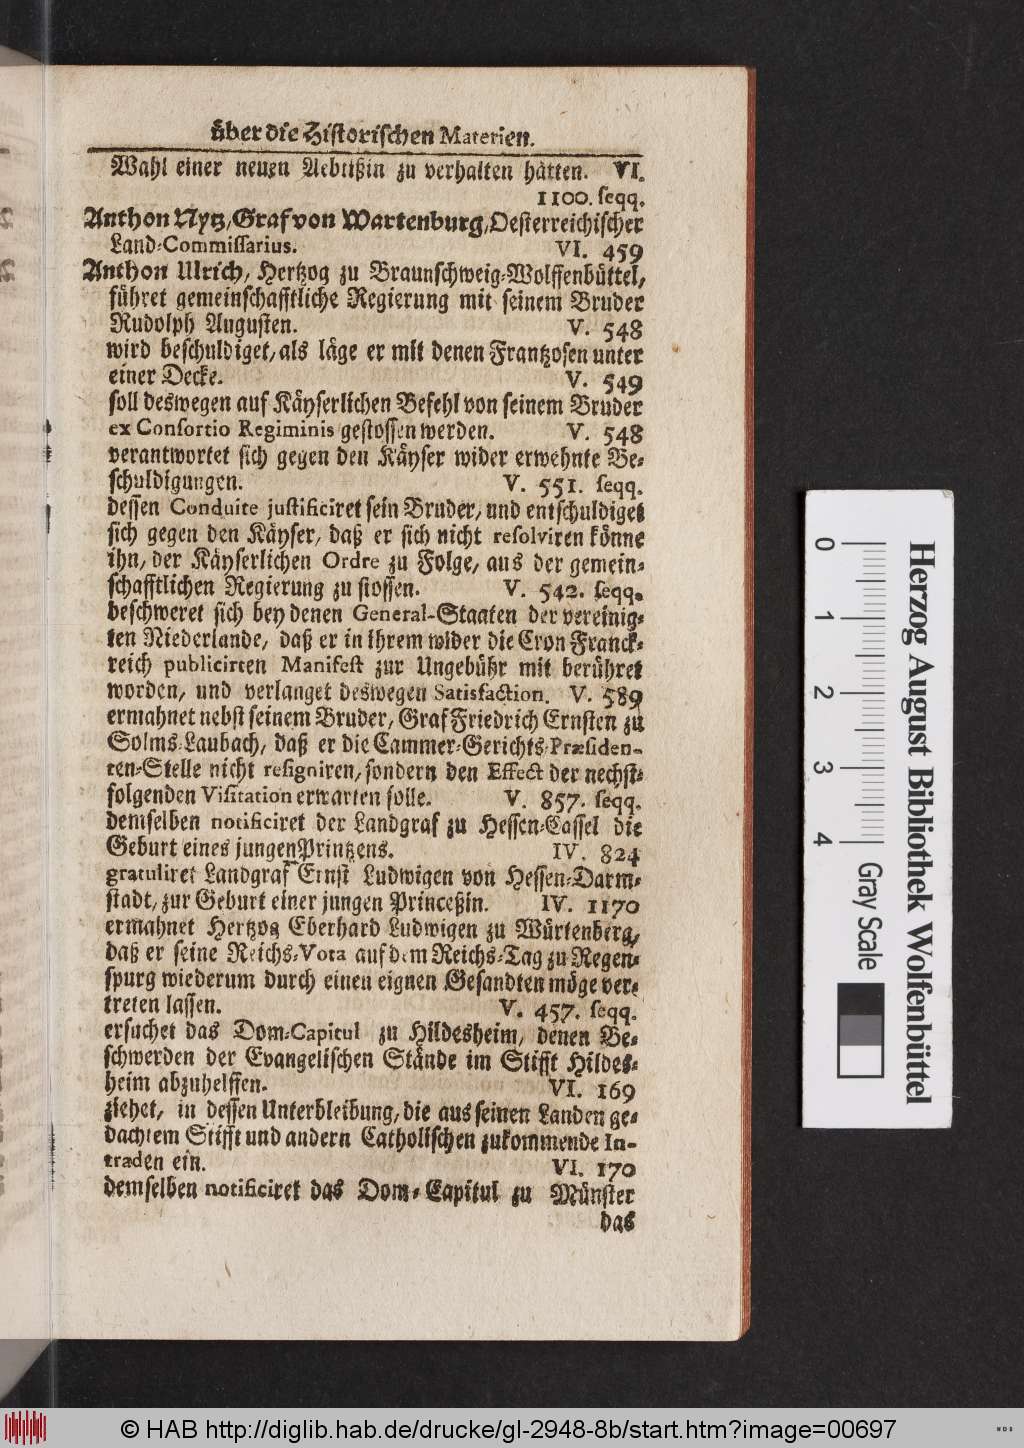 über die Historischen Materien.
Wahl einer neuen Aebtißin zu verhalten hätten. VI.
1100. seqq.
Anthon Nytz, Graf von Wartenburg, Oesterreichischer
Land-Commissarius. VI. 459
Anthon Ulrich, Hertzog zu Braunschweig-Wolffenbüttel,
führet gemeinschafftliche Regierung mit seinem Bruder
Rudolph Augusten. V. 548
wird beschuldiget, als läge er mit denen Frantzosen unter
einer Decke. V. 549
soll deswegen auf Käyserlichen Befehl von seinem Bruder
ex Consortio Regiminis gestossen werden. V. 548
verantwortet sich gegen den Käyser wider erwehnte Be-
schuldigungen. V. 551. seqq.
dessen Conduite justificiret sein Bruder, und entschuldiget
sich gegen den Käyser, daß er sich nicht resolviren könne
ihn, der Käyserlichen Ordre zu Folge, aus der gemein-
schafftlichen Regierung zu stossen. V. 542. seqq.
beschweret sich bey denen General-Staaten der vereinig-
ten Niederlande, daß er in ihrem wider die Cron Franck-
reich publicirten Manifest zur Ungebühr mit berühret
worden, und verlanget deswegen Satisfaction. V. 589
ermahnet nebst seinem Bruder, Graf Friedrich Ernsten zu
Solms-Laubach, daß er die Cammer-Gerichts-Præsiden-
ten-Stelle nicht resigniren, sondern den Effect der nechst-
folgenden Visitation erwarten solle. V. 857. seqq.
demselben notificiret der Landgraf zu Hessen-Cassel die
Geburt eines jungen Printzens. IV. 824
gratuliret Landgraf Ernst Ludwigen von Hessen-Darm-
stadt, zur Geburt einer jungen Princeßin. IV. 1170
ermahnet Hertzog Eberhard Ludwigen zu Würtenberg,
daß er seine Reichs-Vota auf dem Reichs-Tag zu Regen-
spurg wiederum durch einen eignen Gesandten möge ver-
treten lassen. V. 457. seqq.
ersuchet das Dom-Capitul zu Hildesheim, denen Be-
schwerden der Evangelischen Stände im Stifft Hildes-
heim abzuhelffen. VI. 169
ziehet, in dessen Unterbleibung, die aus seinen Landen ge-
dachtem Stifft und andern Catholischen zukommende In-
traden ein. VI. 170
demselben notificiret das Dom-Capitul zu Münster
das
0 1 2 3 4
Herzog August Bibliothek Wolfenbüttel
Gray Scale
© HAB http://diglib.hab.de/drucke/gl-2948-8b/start.htm?image=00697